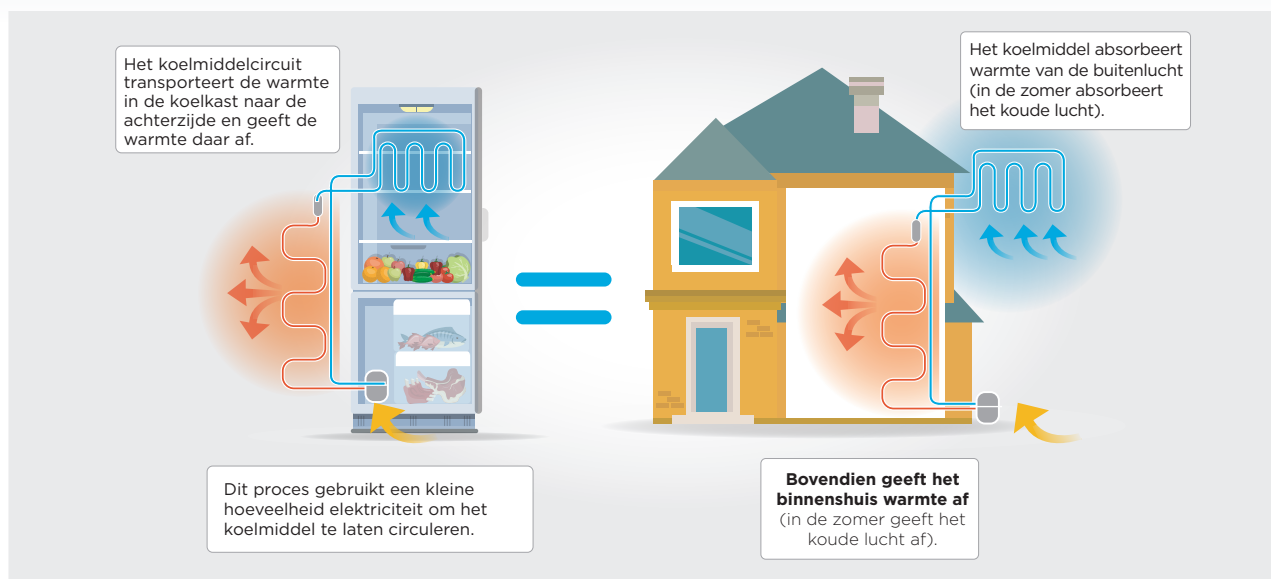 Het koelmiddelcircuit
transporteert de warmte
in de koelkast naar de
achterzijde en geeft de
warmte daar af.
Het koelmiddel absorbeert
warmte van de buitenlucht
(in de zomer absorbeert
het koude lucht).
Dit proces gebruikt een kleine
hoeveelheid elektriciteit om het
koelmiddel te laten circuleren.
Bovendien geeft het
binnenshuis warmte af
(in de zomer geeft het
koude lucht af).